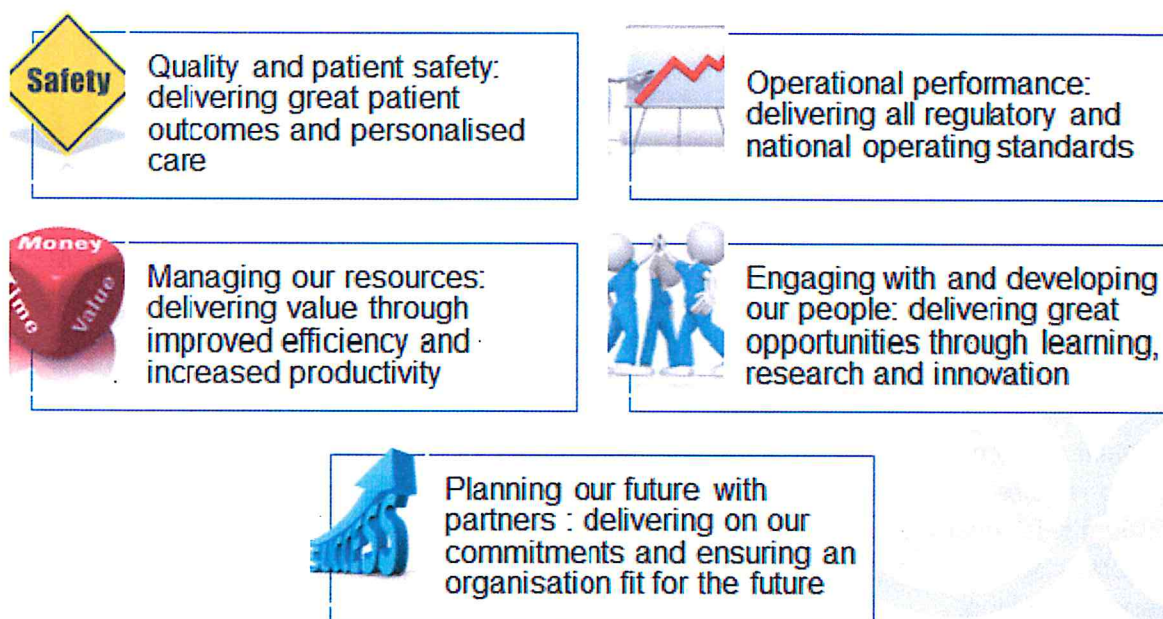 Safety
Quality and patient safety:
delivering great patient
outcomes and personalised
care
Operational performance:
delivering all regulatory and
national operating standards
Money
Time
Value
Managing our resources:
delivering value through
improved efficiency and
increased productivity
Engaging with and developing
our people: delivering great
opportunities through learning,
research and innovation
Planning our future with
partners : delivering on our
commitments and ensuring an
organisation fit for the future